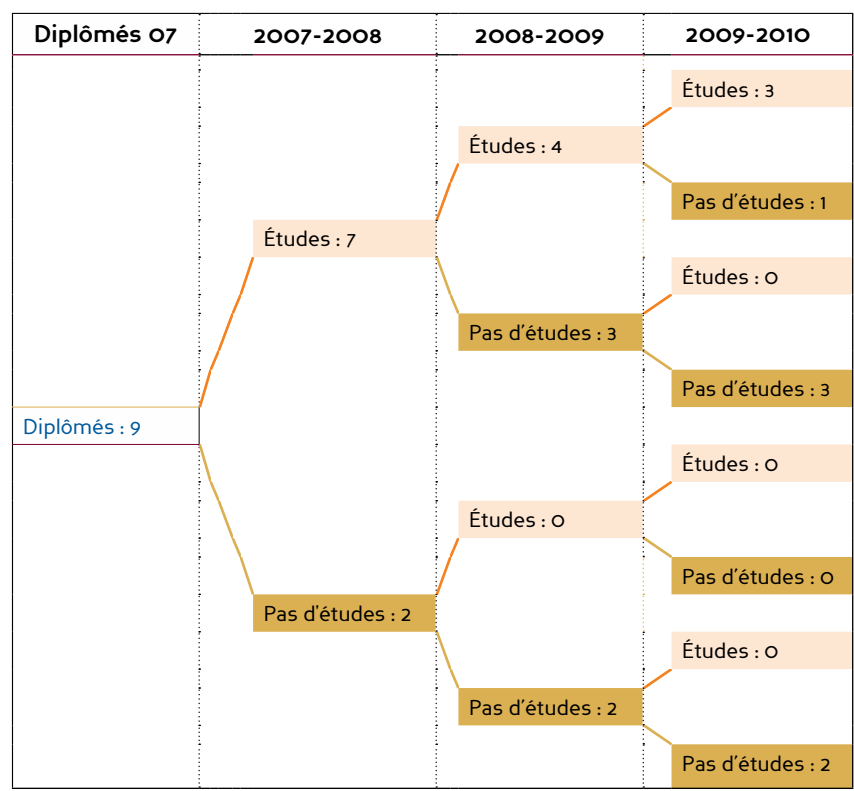 Diplômés 07 2007-2008 2008-2009 2009-2010
Études : 3
Études : 4
Pas d'études : 1
Études : 7
Études : 0
Pas d'études : 3
Pas d'études : 3
Diplômés : 9
Études : 0
Études : 0
Pas d'études : 0
Pas d'études : 2
Études : 0
Pas d'études : 2
Pas d'études : 2